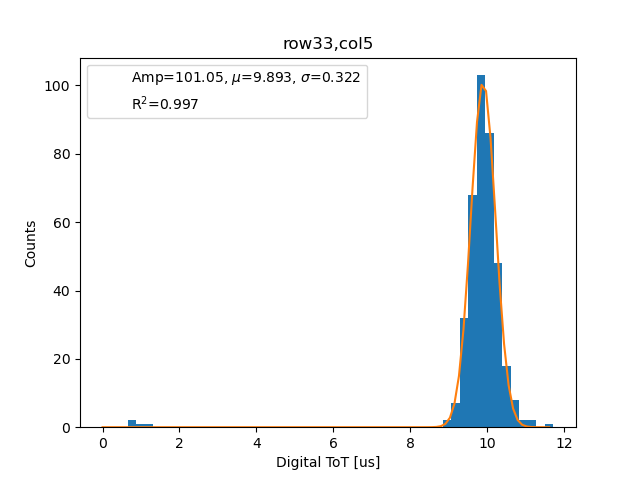 row33,col5
Amp=101.05, μ=9.893, σ=0.322
R²=0.997
100
80
60
40
20
0
Counts
0 2 4 6 8 10 12
Digital ToT [us]